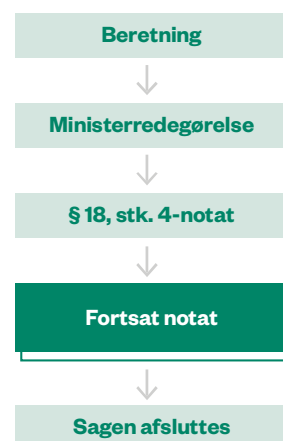 Beretning
Ministerredegørelse
§ 18, stk. 4-notat
Fortsat notat
Sagen afsluttes